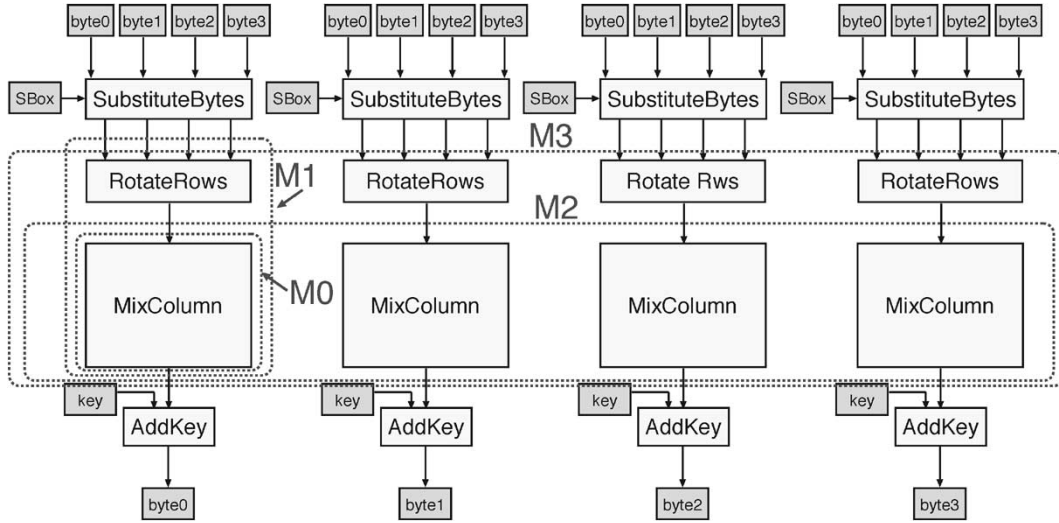 byte0 byte1 byte2 byte3 byte0 byte1 byte2 byte3 byte0 byte1 byte2 byte3 byte0 byte1 byte2 byte3
SBox SubstituteBytes SBox SubstituteBytes SBox SubstituteBytes SBox SubstituteBytes
M3
RotateRows M1 RotateRows Rotate Rws RotateRows
M2
MixColumn M0 MixColumn MixColumn MixColumn
key key key key
AddKey AddKey AddKey AddKey
byte0 byte1 byte2 byte3